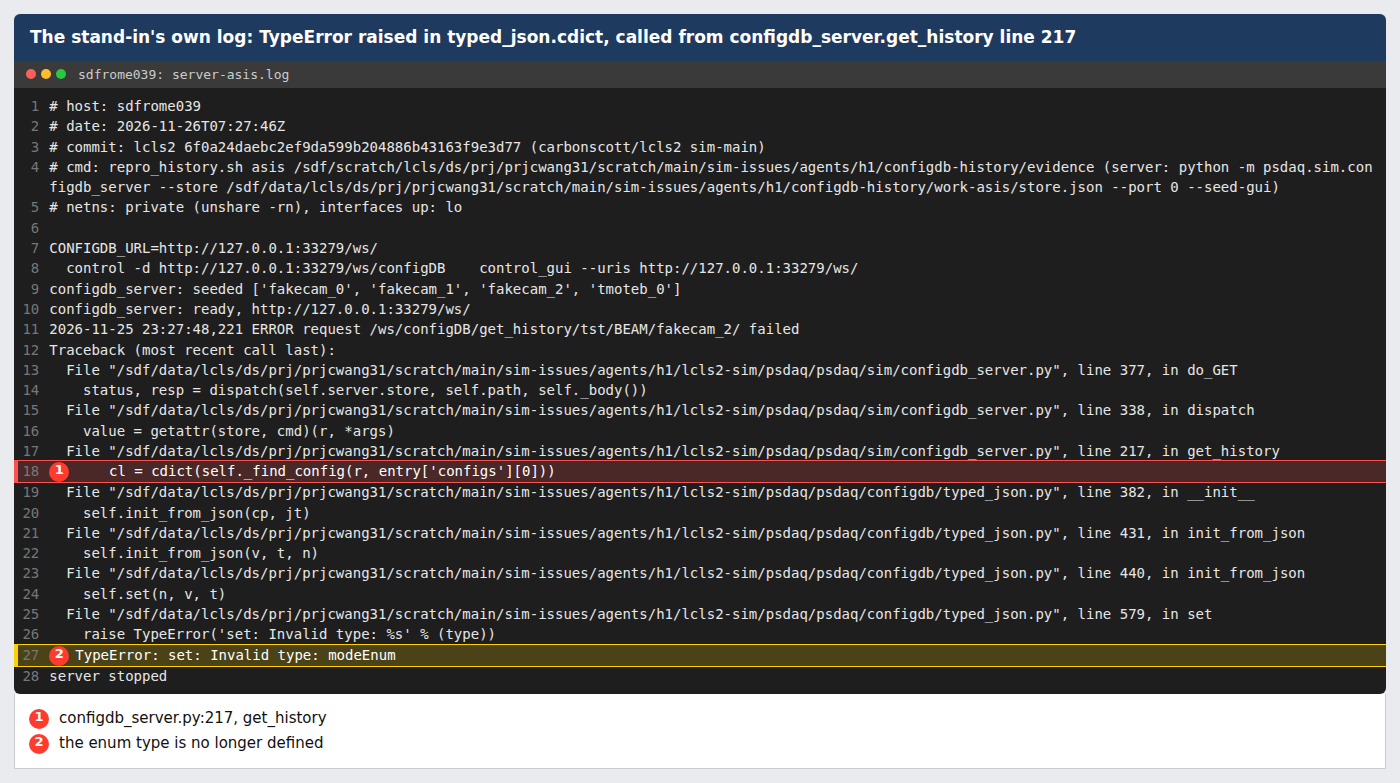 The stand-in's own log: TypeError raised in typed_json.cdict, called from configdb_server.get_history line 217
sdfrome039: server-asis.log
1 # host: sdfrome039
2 # date: 2026-11-26T07:27:46Z
3 # commit: lcls2 6f0a24daebc2ef9da599b204886b43163f9e3d77 (carbonscott/lcls2 sim-main)
4 # cmd: repro_history.sh asis /sdf/scratch/lcls/ds/prj/prjcwang31/scratch/main/sim-issues/agents/h1/configdb-history/evidence (server: python -m psdaq.sim.con
figdb_server --store /sdf/data/lcls/ds/prj/prjcwang31/scratch/main/sim-issues/agents/h1/configdb-history/work-asis/store.json --port 0 --seed-gui)
5 # netns: private (unshare -rn), interfaces up: lo
6
7 CONFIGDB_URL=http://127.0.0.1:33279/ws/
8   control -d http://127.0.0.1:33279/ws/configDB    control_gui --uris http://127.0.0.1:33279/ws/
9 configdb_server: seeded ['fakecam_0', 'fakecam_1', 'fakecam_2', 'tmoteb_0']
10 configdb_server: ready, http://127.0.0.1:33279/ws/
11 2026-11-25 23:27:48,221 ERROR request /ws/configDB/get_history/tst/BEAM/fakecam_2/ failed
12 Traceback (most recent call last):
13   File "/sdf/data/lcls/ds/prj/prjcwang31/scratch/main/sim-issues/agents/h1/lcls2-sim/psdaq/psdaq/sim/configdb_server.py", line 377, in do_GET
14     status, resp = dispatch(self.server.store, self.path, self._body())
15   File "/sdf/data/lcls/ds/prj/prjcwang31/scratch/main/sim-issues/agents/h1/lcls2-sim/psdaq/psdaq/sim/configdb_server.py", line 338, in dispatch
16     value = getattr(store, cmd)(r, *args)
17   File "/sdf/data/lcls/ds/prj/prjcwang31/scratch/main/sim-issues/agents/h1/lcls2-sim/psdaq/psdaq/sim/configdb_server.py", line 217, in get_history
18 1     cl = cdict(self._find_config(r, entry['configs'][0]))
19   File "/sdf/data/lcls/ds/prj/prjcwang31/scratch/main/sim-issues/agents/h1/lcls2-sim/psdaq/psdaq/configdb/typed_json.py", line 382, in __init__
20     self.init_from_json(cp, jt)
21   File "/sdf/data/lcls/ds/prj/prjcwang31/scratch/main/sim-issues/agents/h1/lcls2-sim/psdaq/psdaq/configdb/typed_json.py", line 431, in init_from_json
22     self.init_from_json(v, t, n)
23   File "/sdf/data/lcls/ds/prj/prjcwang31/scratch/main/sim-issues/agents/h1/lcls2-sim/psdaq/psdaq/configdb/typed_json.py", line 440, in init_from_json
24     self.set(n, v, t)
25   File "/sdf/data/lcls/ds/prj/prjcwang31/scratch/main/sim-issues/agents/h1/lcls2-sim/psdaq/psdaq/configdb/typed_json.py", line 579, in set
26     raise TypeError('set: Invalid type: %s' % (type))
27 2 TypeError: set: Invalid type: modeEnum
28 server stopped
1 configdb_server.py:217, get_history
2 the enum type is no longer defined